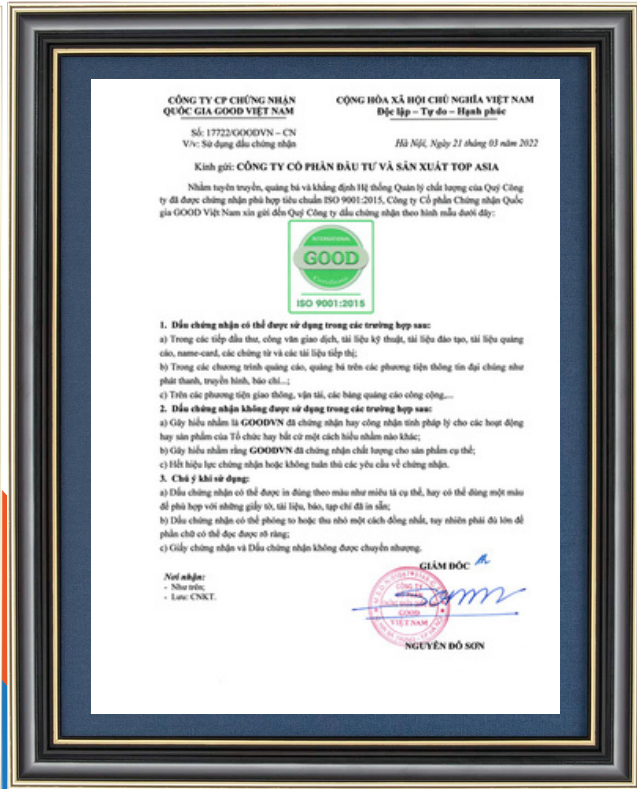 CÔNG TY CP CHỨNG NHẬN
QUỐC GIA GOOD VIỆT NAM
CỘNG HÒA XÃ HỘI CHỦ NGHĨA VIỆT NAM
Độc lập – Tự do – Hạnh phúc
Số: 17722/GOODVN – CN
V/v: Sử dụng dấu chứng nhận
Hà Nội, Ngày 21 tháng 03 năm 2022
Kính gửi: CÔNG TY CỔ PHẦN ĐẦU TƯ VÀ SẢN XUẤT TOP ASIA
Nhằm tuyên truyền, quảng bá và khẳng định Hệ thống Quản lý chất lượng của Quý Công
ty đã được chứng nhận phù hợp tiêu chuẩn ISO 9001:2015, Công ty Cổ phần Chứng nhận Quốc
gia GOOD Việt Nam xin gửi đến Quý Công ty dấu chứng nhận theo hình mẫu dưới đây:
INTERNATIONAL
GOOD
ISO 9001:2015
1. Dấu chứng nhận có thể được sử dụng trong các trường hợp sau:
a) Trong các tiếp đầu thư, công văn giao dịch, tài liệu kỹ thuật, tài liệu đào tạo, tài liệu quảng
cáo, name-card, các chứng từ và các tài liệu tiếp thị;
b) Trong các chương trình quảng cáo, quảng bá trên các phương tiện thông tin đại chúng như
phát thanh, truyền hình, báo chí...;
c) Trên các phương tiện giao thông, vận tải, các bảng quảng cáo công cộng,...
2. Dấu chứng nhận không được sử dụng trong các trường hợp sau:
a) Gây hiểu nhầm là GOODVN đã chứng nhận hay công nhận tính pháp lý cho các hoạt động
hay sản phẩm của Tổ chức hay bất cứ một cách hiểu nhầm nào khác;
b) Gây hiểu nhầm rằng GOODVN đã chứng nhận chất lượng cho sản phẩm cụ thể;
c) Hết hiệu lực chứng nhận hoặc không tuân thủ các yêu cầu về chứng nhận.
3. Chú ý khi sử dụng:
a) Dấu chứng nhận có thể được in đúng theo màu như miêu tả cụ thể, hay có thể dùng một màu
để phù hợp với những giấy tờ, tài liệu, báo, tạp chí đã in sẵn;
b) Dấu chứng nhận có thể phóng to hoặc thu nhỏ một cách đồng nhất, tuy nhiên phải đủ lớn để
phần chữ có thể đọc được rõ ràng;
c) Giấy chứng nhận và Dấu chứng nhận không được chuyển nhượng.
Nơi nhận:
- Như trên;
- Lưu: CNKT.
GIÁM ĐỐC
CÔNG TY
CỔ PHẦN
CHỨNG NHẬN QUỐC GIA
GOOD
VIỆT NAM
NGUYỄN ĐỖ SƠN